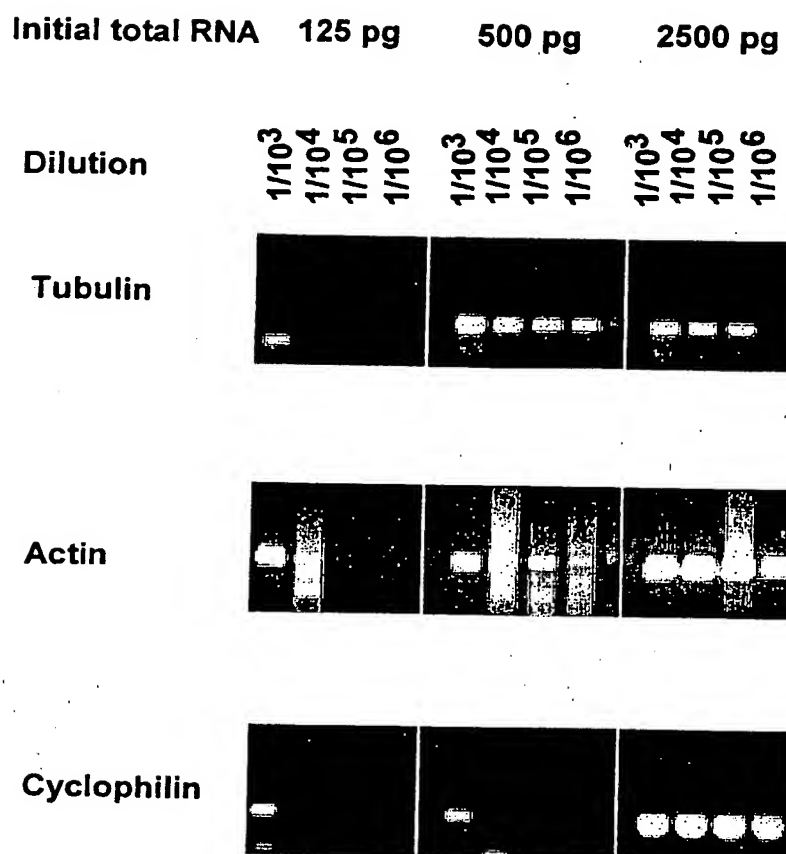 Initial total RNA 125 pg 500 pg 2500 pg
Dilution 1/10³ 1/10⁴ 1/10⁵ 1/10⁶ 1/10³ 1/10⁴ 1/10⁵ 1/10⁶ 1/10³ 1/10⁴ 1/10⁵ 1/10⁶
Tubulin
Actin
Cyclophilin